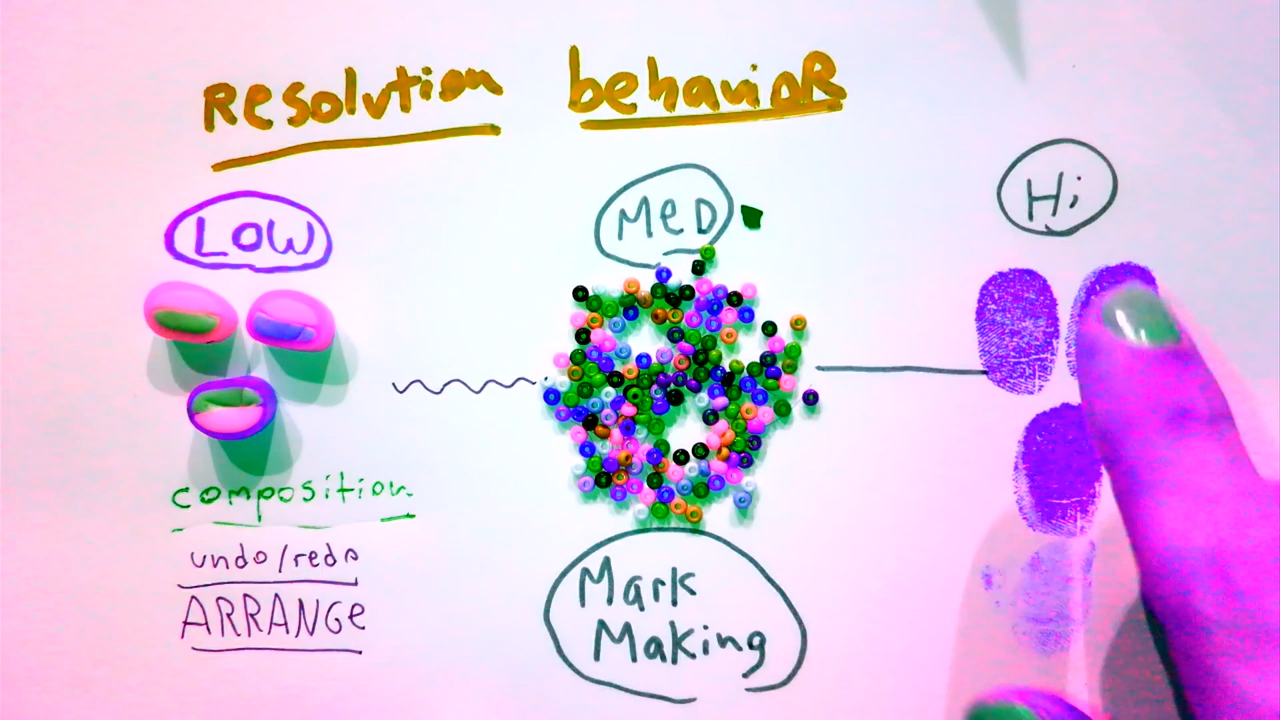 Resolution behavioR
LOW
MeD
Hi
composition
undo/redo
ARRANGe
Mark
Making